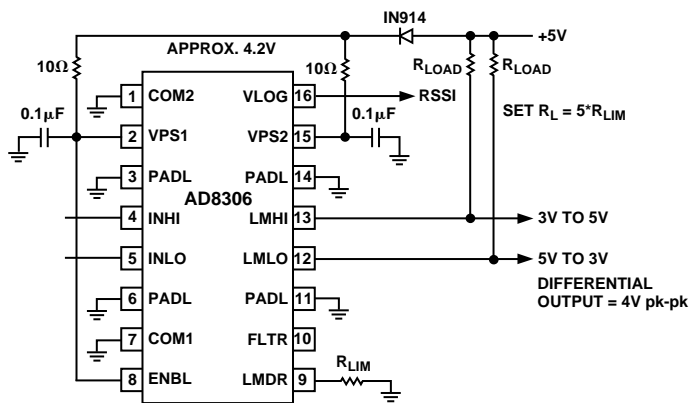 IN914
APPROX. 4.2V
+5V
10Ω
10Ω
R_LOAD
R_LOAD
1 COM2 VLOG 16
RSSI
SET R_L = 5*R_LIM
0.1μF
0.1μF
2 VPS1 VPS2 15
3 PADL PADL 14
AD8306
4 INHI LMHI 13
3V TO 5V
5 INLO LMLO 12
5V TO 3V
6 PADL PADL 11
DIFFERENTIAL
OUTPUT = 4V pk-pk
7 COM1 FLTR 10
R_LIM
8 ENBL LMDR 9